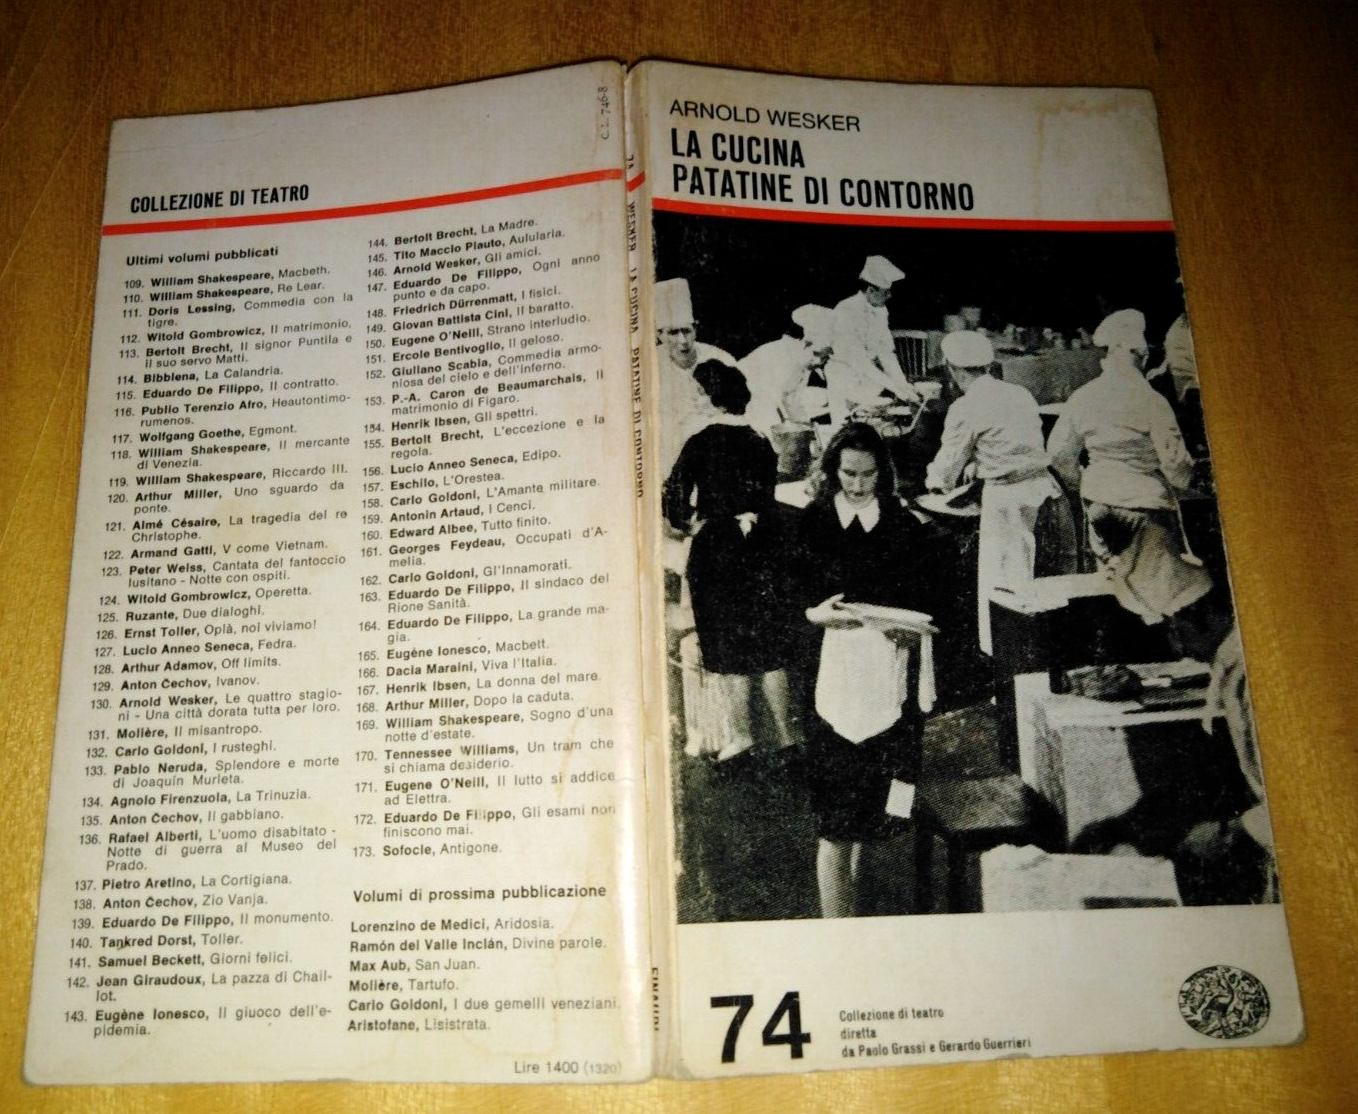 COLLEZIONE DI TEATRO
Ultimi volumi pubblicati
109. William Shakespeare, Macbeth.
110. William Shakespeare, Re Lear.
111. Doris Lessing, Commedia con la
tigre.
112. Witold Gombrowicz, Il matrimonio.
113. Bertolt Brecht, Il signor Puntila e
il suo servo Matti.
114. Bibbiena, La Calandria.
115. Eduardo De Filippo, Il contratto.
116. Publio Terenzio Afro, Heautontimo-
rumenos.
117. Wolfgang Goethe, Egmont.
118. William Shakespeare, Il mercante
di Venezia.
119. William Shakespeare, Riccardo III.
120. Arthur Miller, Uno sguardo da
ponte.
121. Aimé Césaire, La tragedia del re
Christophe.
122. Armand Gatti, V come Vietnam.
123. Peter Weiss, Cantata del fantoccio
lusitano - Notte con ospiti.
124. Witold Gombrowicz, Operetta.
125. Ruzante, Due dialoghi.
126. Ernst Toller, Oplà, noi viviamo!
127. Lucio Anneo Seneca, Fedra.
128. Arthur Adamov, Off limits.
129. Anton Čechov, Ivanov.
130. Arnold Wesker, Le quattro stagio-
ni - Una città dorata tutta per loro.
131. Molière, Il misantropo.
132. Carlo Goldoni, I rusteghi.
133. Pablo Neruda, Splendore e morte
di Joaquín Murieta.
134. Agnolo Firenzuola, La Trinuzia.
135. Anton Čechov, Il gabbiano.
136. Rafael Alberti, L'uomo disabitato -
Notte di guerra al Museo del
Prado.
137. Pietro Aretino, La Cortigiana.
138. Anton Čechov, Zio Vanja.
139. Eduardo De Filippo, Il monumento.
140. Tankred Dorst, Toller.
141. Samuel Beckett, Giorni felici.
142. Jean Giraudoux, La pazza di Chail-
lot.
143. Eugène Ionesco, Il giuoco dell'e-
pidemia.
144. Bertolt Brecht, La Madre.
145. Tito Maccio Plauto, Aulularia.
146. Arnold Wesker, Gli amici.
147. Eduardo De Filippo, Ogni anno
punto e da capo.
148. Friedrich Dürrenmatt, I fisici.
149. Giovan Battista Cini, Il baratto.
150. Eugene O'Neill, Strano interludio.
151. Ercole Bentivoglio, Il geloso.
152. Giuliano Scabia, Commedia armo-
niosa del cielo e dell'inferno.
153. P.-A. Caron de Beaumarchais, Il
matrimonio di Figaro.
154. Henrik Ibsen, Gli spettri.
155. Bertolt Brecht, L'eccezione e la
regola.
156. Lucio Anneo Seneca, Edipo.
157. Eschilo, L'Orestea.
158. Carlo Goldoni, L'Amante militare.
159. Antonin Artaud, I Cenci.
160. Edward Albee, Tutto finito.
161. Georges Feydeau, Occupati d'A-
melia.
162. Carlo Goldoni, Gl'Innamorati.
163. Eduardo De Filippo, Il sindaco del
Rione Sanità.
164. Eduardo De Filippo, La grande ma-
gia.
165. Eugène Ionesco, Macbett.
166. Dacia Maraini, Viva l'Italia.
167. Henrik Ibsen, La donna del mare.
168. Arthur Miller, Dopo la caduta.
169. William Shakespeare, Sogno d'una
notte d'estate.
170. Tennessee Williams, Un tram che
si chiama desiderio.
171. Eugene O'Neill, Il lutto si addice
ad Elettra.
172. Eduardo De Filippo, Gli esami non
finiscono mai.
173. Sofocle, Antigone.
Volumi di prossima pubblicazione
Lorenzino de Medici, Aridosia.
Ramón del Valle Inclán, Divine parole.
Max Aub, San Juan.
Molière, Tartufo.
Carlo Goldoni, I due gemelli veneziani.
Aristofane, Lisistrata.
Lire 1400 (1320)
C. L. 746-8
74 WESKER LA CUCINA PATATINE DI CONTORNO
EINAUDI
ARNOLD WESKER
LA CUCINA
PATATINE DI CONTORNO
74
Collezione di teatro
diretta
da Paolo Grassi e Gerardo Guerrieri